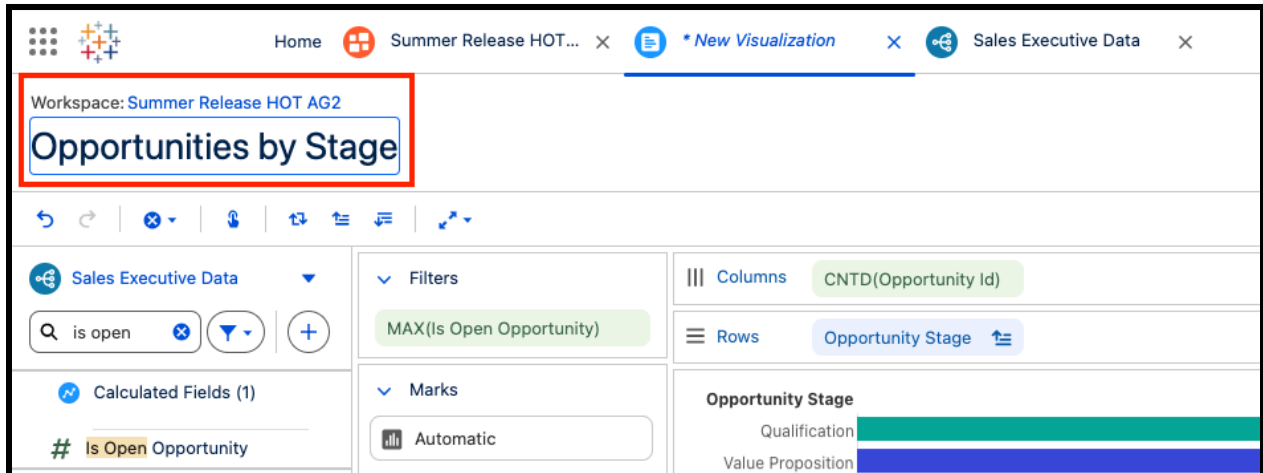 Home
Summer Release HOT...
* New Visualization
Sales Executive Data
Workspace: Summer Release HOT AG2
Opportunities by Stage
Sales Executive Data
is open
Calculated Fields (1)
Is Open Opportunity
Filters
MAX(Is Open Opportunity)
Marks
Automatic
Columns
CNTD(Opportunity Id)
Rows
Opportunity Stage
Opportunity Stage
Qualification
Value Proposition